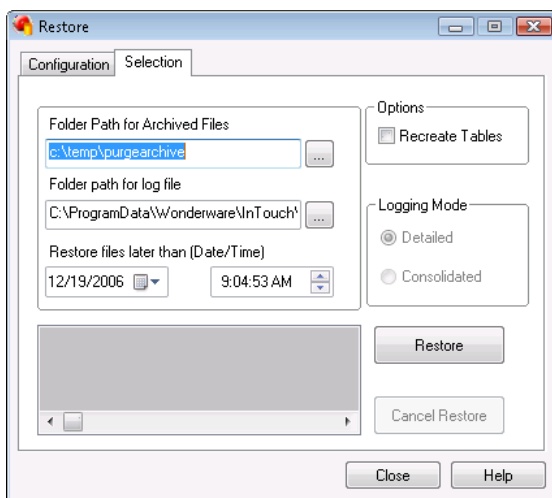 Restore
Configuration
Selection
Folder Path for Archived Files
c:\temp\purgearchive
...
Folder path for log file
C:\ProgramData\Wonderware\InTouch\
...
Restore files later than (Date/Time)
12/19/2006
9:04:53 AM
Options
Recreate Tables
Logging Mode
Detailed
Consolidated
Restore
Cancel Restore
Close
Help